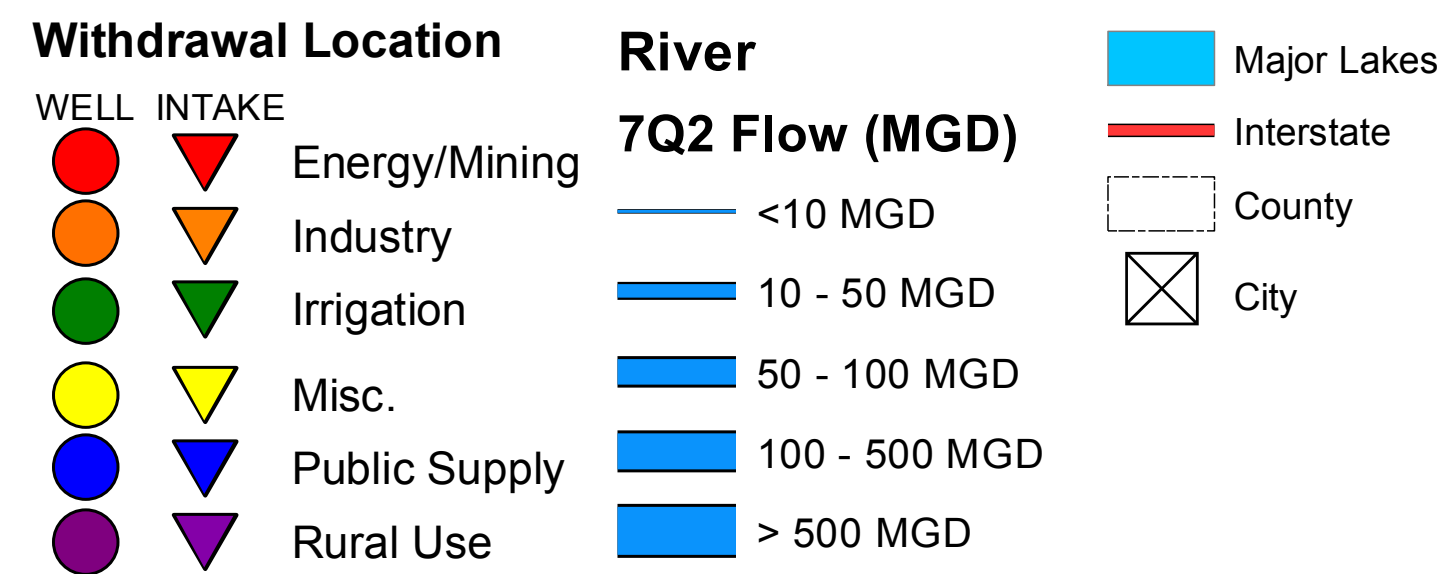 Withdrawal Location
WELL INTAKE
Energy/Mining
Industry
Irrigation
Misc.
Public Supply
Rural Use
River
7Q2 Flow (MGD)
<10 MGD
10 - 50 MGD
50 - 100 MGD
100 - 500 MGD
> 500 MGD
Major Lakes
Interstate
County
City